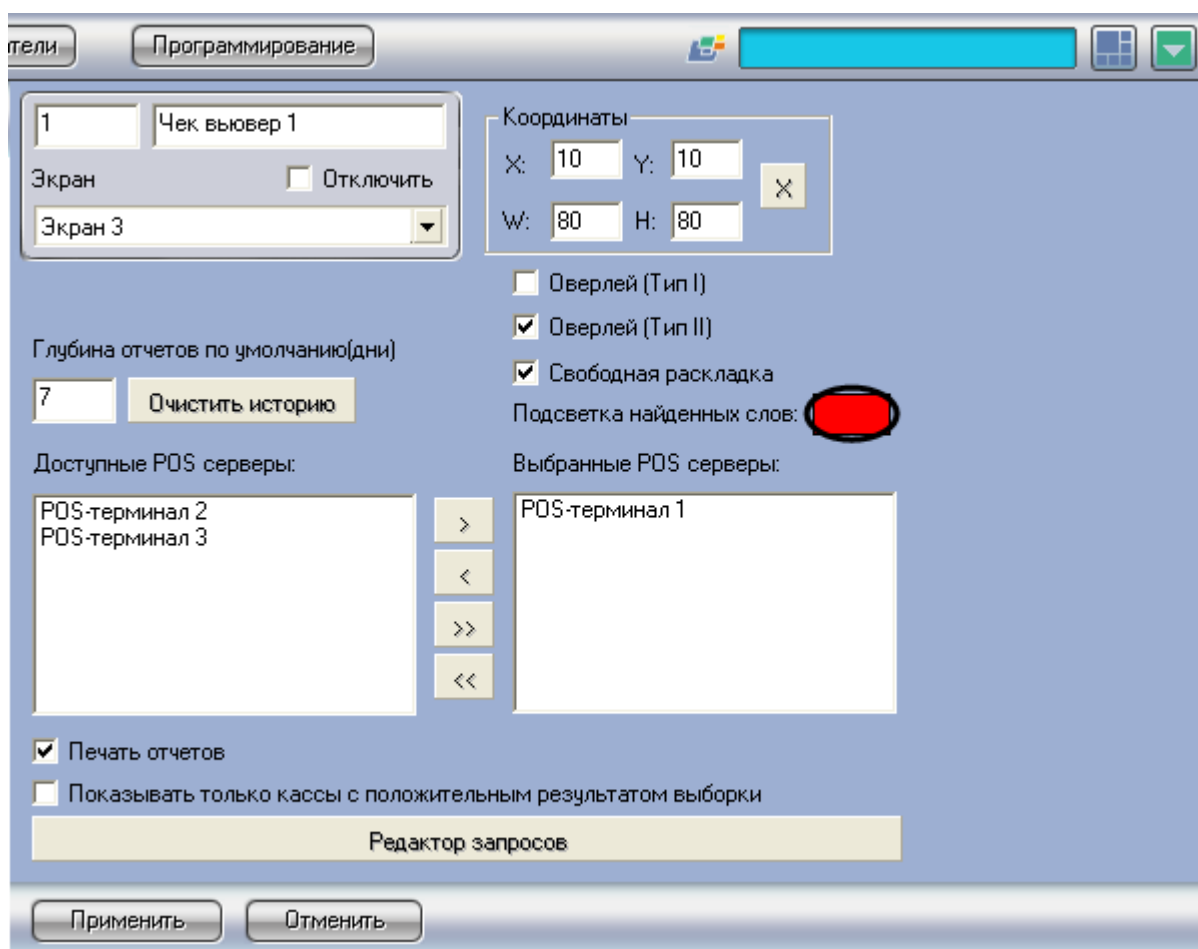 тели
Программирование
1
Чек вьювер 1
Экран
Отключить
Экран 3
Координаты
X: 10 Y: 10
X
W: 80 H: 80
Оверлей (Тип I)
Оверлей (Тип II)
Свободная раскладка
Подсветка найденных слов:
Глубина отчетов по умолчанию(дни)
7
Очистить историю
Доступные POS серверы:
POS-терминал 2
POS-терминал 3
>
<
>>
<<
Выбранные POS серверы:
POS-терминал 1
Печать отчетов
Показывать только кассы с положительным результатом выборки
Редактор запросов
Применить
Отменить